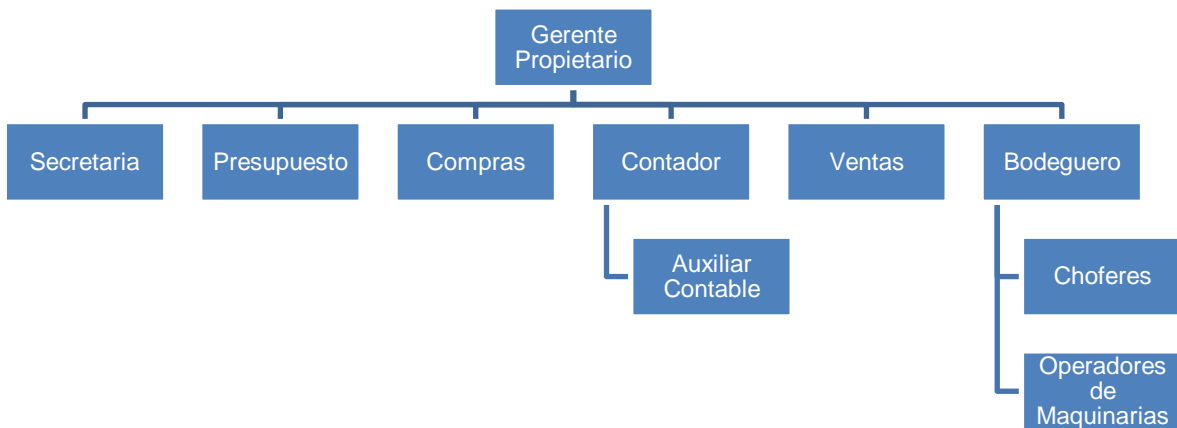 Gerente
Propietario
Secretaria
Presupuesto
Compras
Contador
Ventas
Bodeguero
Auxiliar
Contable
Choferes
Operadores
de
Maquinarias